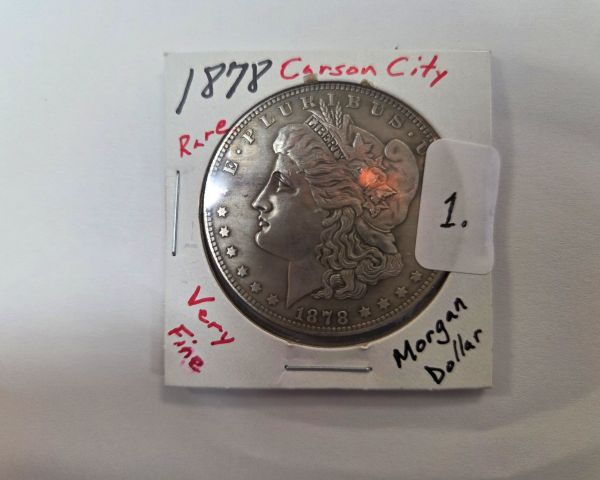 1878 Carson City
Rare
E·PLURIBUS·U
LIBERTY
1.
1878
Very
Fine
Morgan
Dollar